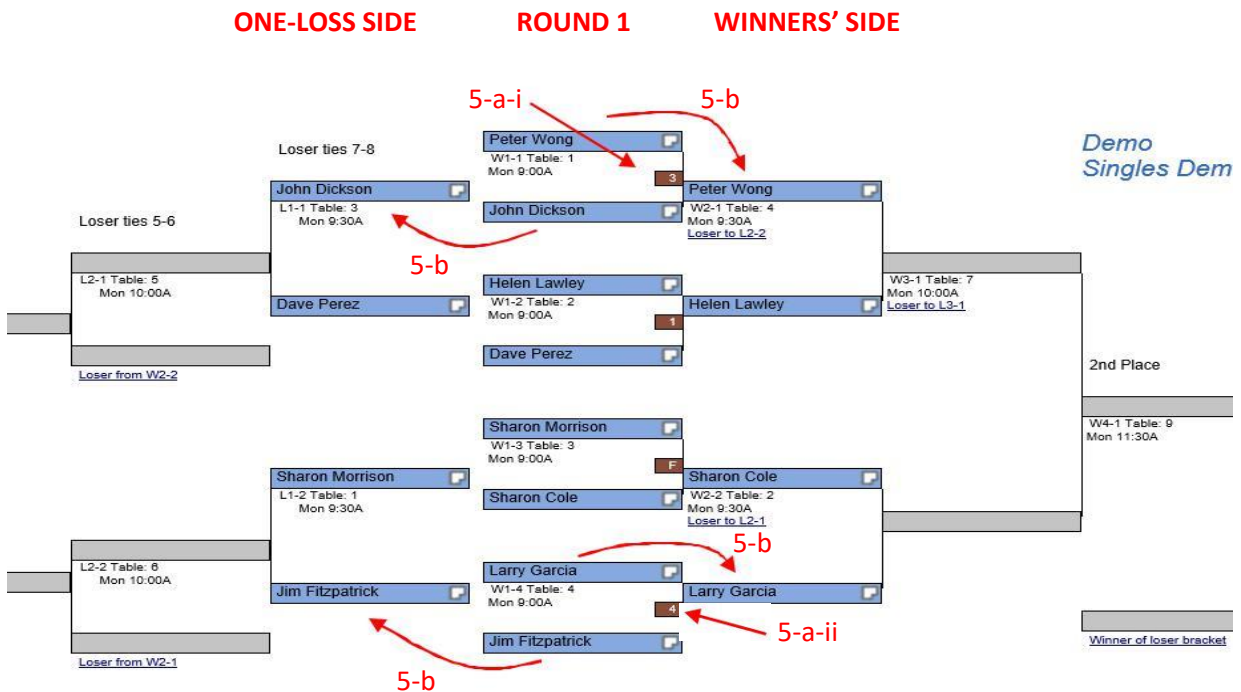 ONE-LOSS SIDE
ROUND 1
WINNERS' SIDE
5-a-i
5-b
Demo
Singles Dem
Loser ties 7-8
Loser ties 5-6
Peter Wong
W1-1 Table: 1
Mon 9:00A
3
John Dickson
John Dickson
L1-1 Table: 3
Mon 9:30A
5-b
Peter Wong
W2-1 Table: 4
Mon 9:30A
Loser to L2-2
L2-1 Table: 5
Mon 10:00A
Helen Lawley
W1-2 Table: 2
Mon 9:00A
1
Dave Perez
Dave Perez
Helen Lawley
W3-1 Table: 7
Mon 10:00A
Loser to L3-1
Loser from W2-2
2nd Place
W4-1 Table: 9
Mon 11:30A
Sharon Morrison
W1-3 Table: 3
Mon 9:00A
F
Sharon Cole
Sharon Morrison
L1-2 Table: 1
Mon 9:30A
Sharon Cole
W2-2 Table: 2
Mon 9:30A
Loser to L2-1
5-b
L2-2 Table: 6
Mon 10:00A
Larry Garcia
W1-4 Table: 4
Mon 9:00A
4
Jim Fitzpatrick
Jim Fitzpatrick
Larry Garcia
5-a-ii
5-b
Loser from W2-1
Winner of loser bracket